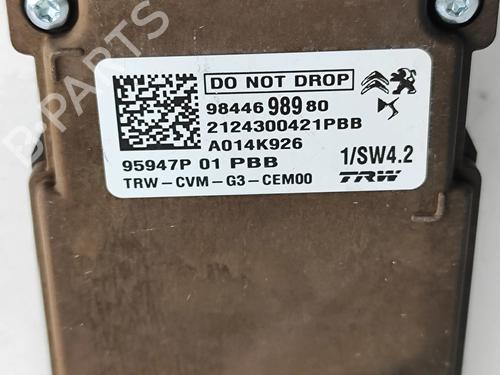 DO NOT DROP
98446 989 80
2124300421PBB
A014K926
95947P 01 PBB
1/SW4.2
TRW-CVM-G3-CEM00
TRW
B-PARTS